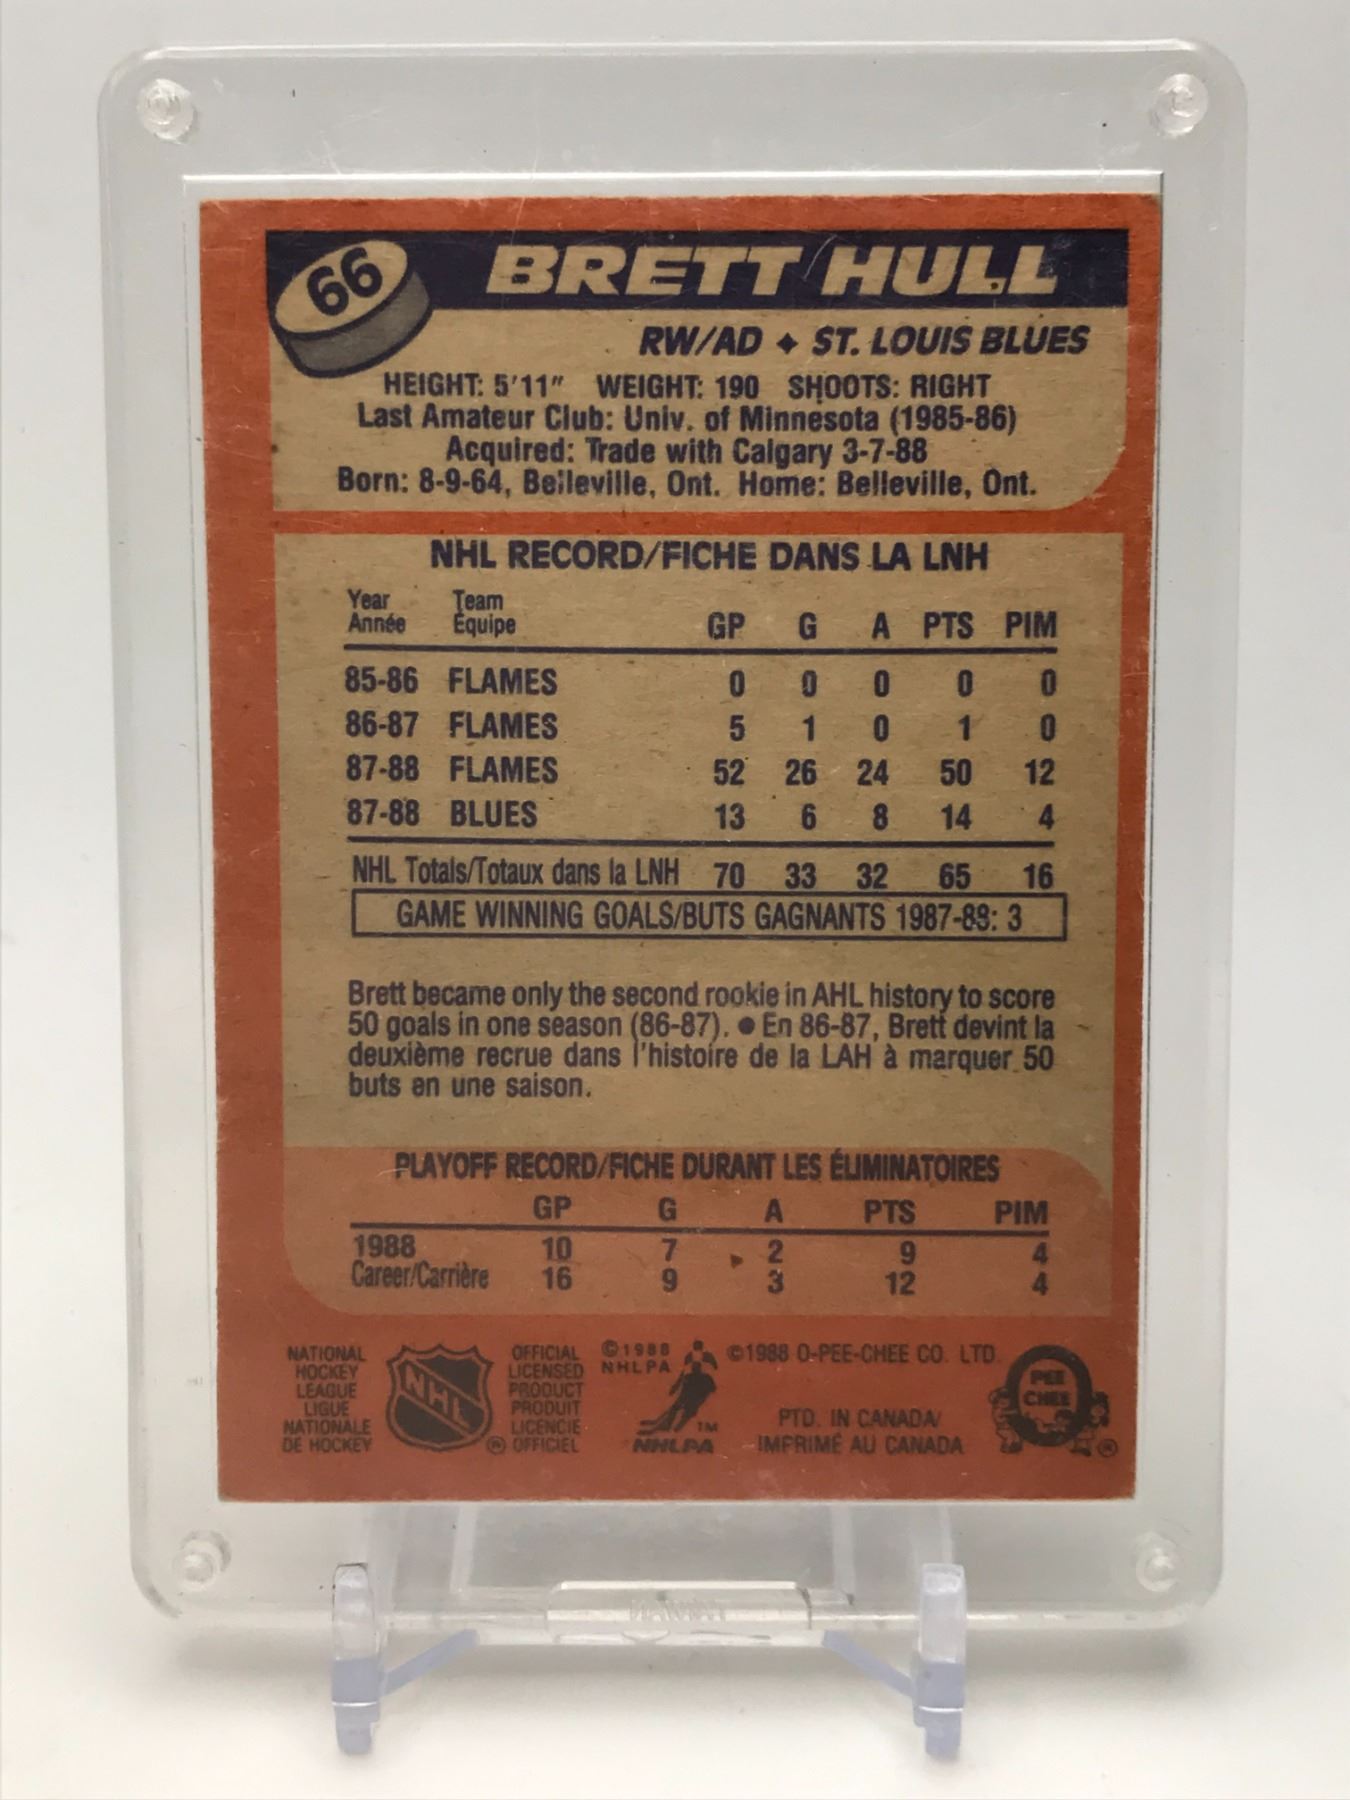 66
BRETT HULL
RW/AD ✦ ST. LOUIS BLUES
HEIGHT: 5'11" WEIGHT: 190 SHOOTS: RIGHT
Last Amateur Club: Univ. of Minnesota (1985-86)
Acquired: Trade with Calgary 3-7-88
Born: 8-9-64, Belleville, Ont. Home: Belleville, Ont.
NHL RECORD/FICHE DANS LA LNH
Year Team
Année Équipe GP G A PTS PIM
85-86 FLAMES 0 0 0 0 0
86-87 FLAMES 5 1 0 1 0
87-88 FLAMES 52 26 24 50 12
87-88 BLUES 13 6 8 14 4
NHL Totals/Totaux dans la LNH 70 33 32 65 16
GAME WINNING GOALS/BUTS GAGNANTS 1987-88: 3
Brett became only the second rookie in AHL history to score
50 goals in one season (86-87). ● En 86-87, Brett devint la
deuxième recrue dans l'histoire de la LAH à marquer 50
buts en une saison.
PLAYOFF RECORD/FICHE DURANT LES ÉLIMINATOIRES
GP G A PTS PIM
1988 10 7 2 9 4
Career/Carrière 16 9 3 12 4
NATIONAL
HOCKEY
LEAGUE
LIGUE
NATIONALE
DE HOCKEY
NHL
®
OFFICIAL
LICENSED
PRODUCT
PRODUIT
LICENCIE
OFFICIEL
©1988
NHLPA
TM
NHLPA
©1988 O-PEE-CHEE CO. LTD.
PTD. IN CANADA/
IMPRIMÉ AU CANADA
PEE
CHEE
®